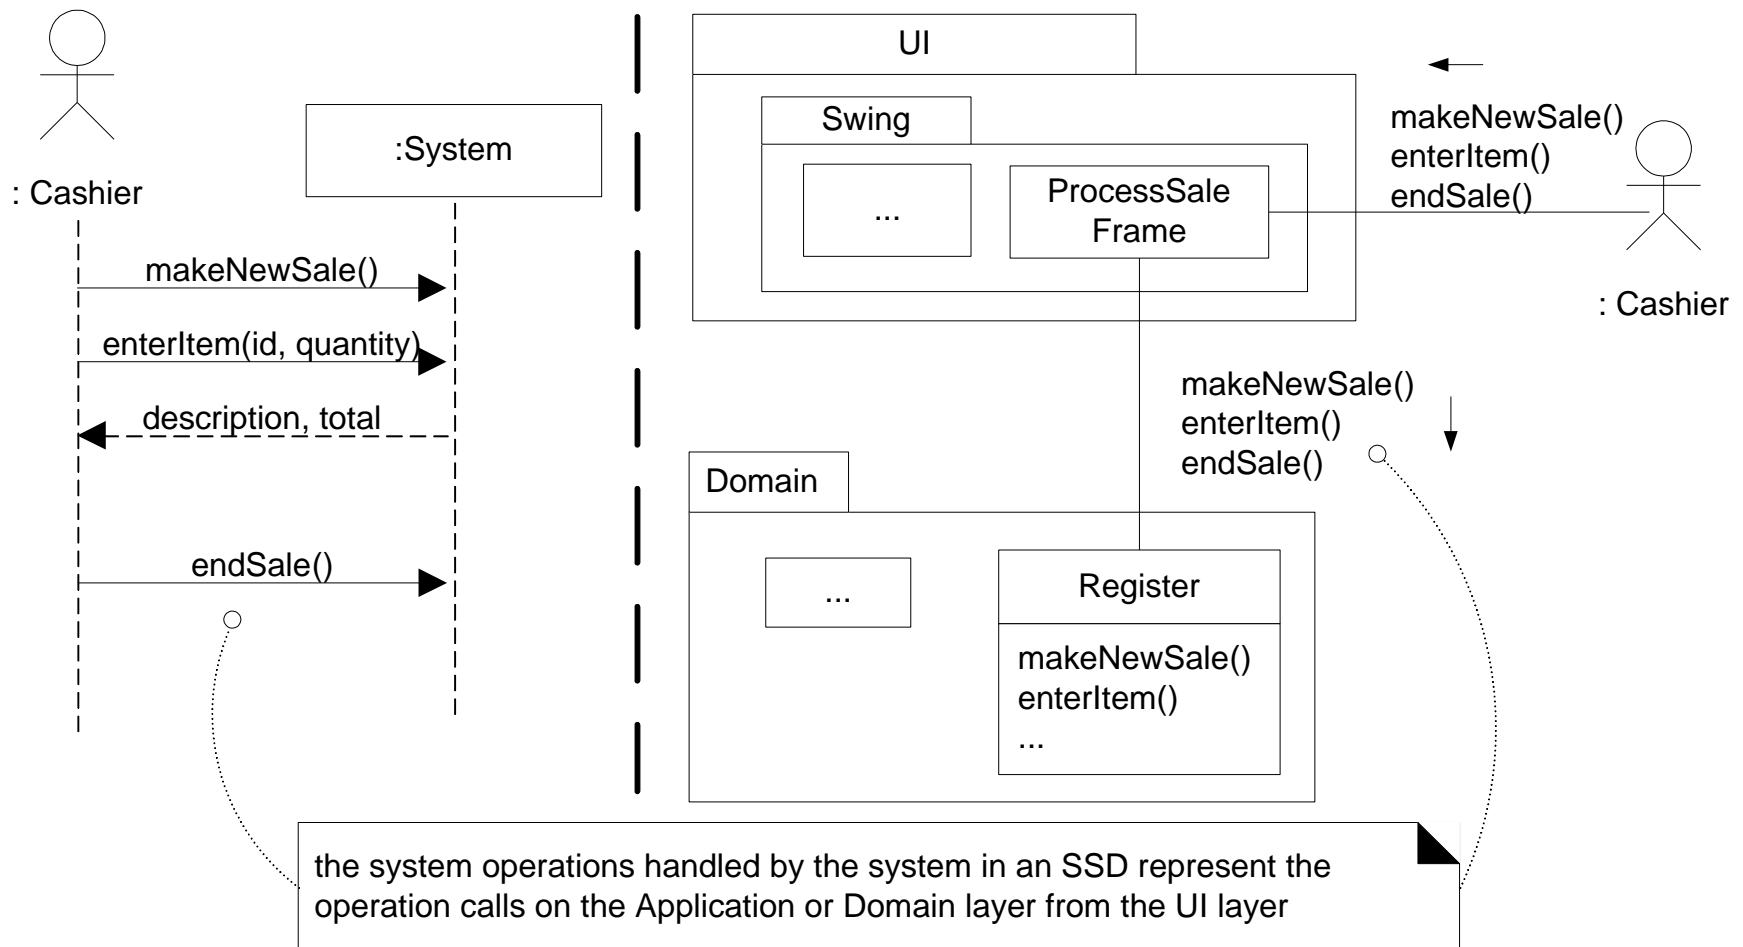 : Cashier
:System
makeNewSale()
enterItem(id, quantity)
description, total
endSale()
UI
Swing
...
ProcessSale
Frame
makeNewSale()
enterItem()
endSale()
: Cashier
makeNewSale()
enterItem()
endSale()
Domain
...
Register
makeNewSale()
enterItem()
...
the system operations handled by the system in an SSD represent the
operation calls on the Application or Domain layer from the UI layer